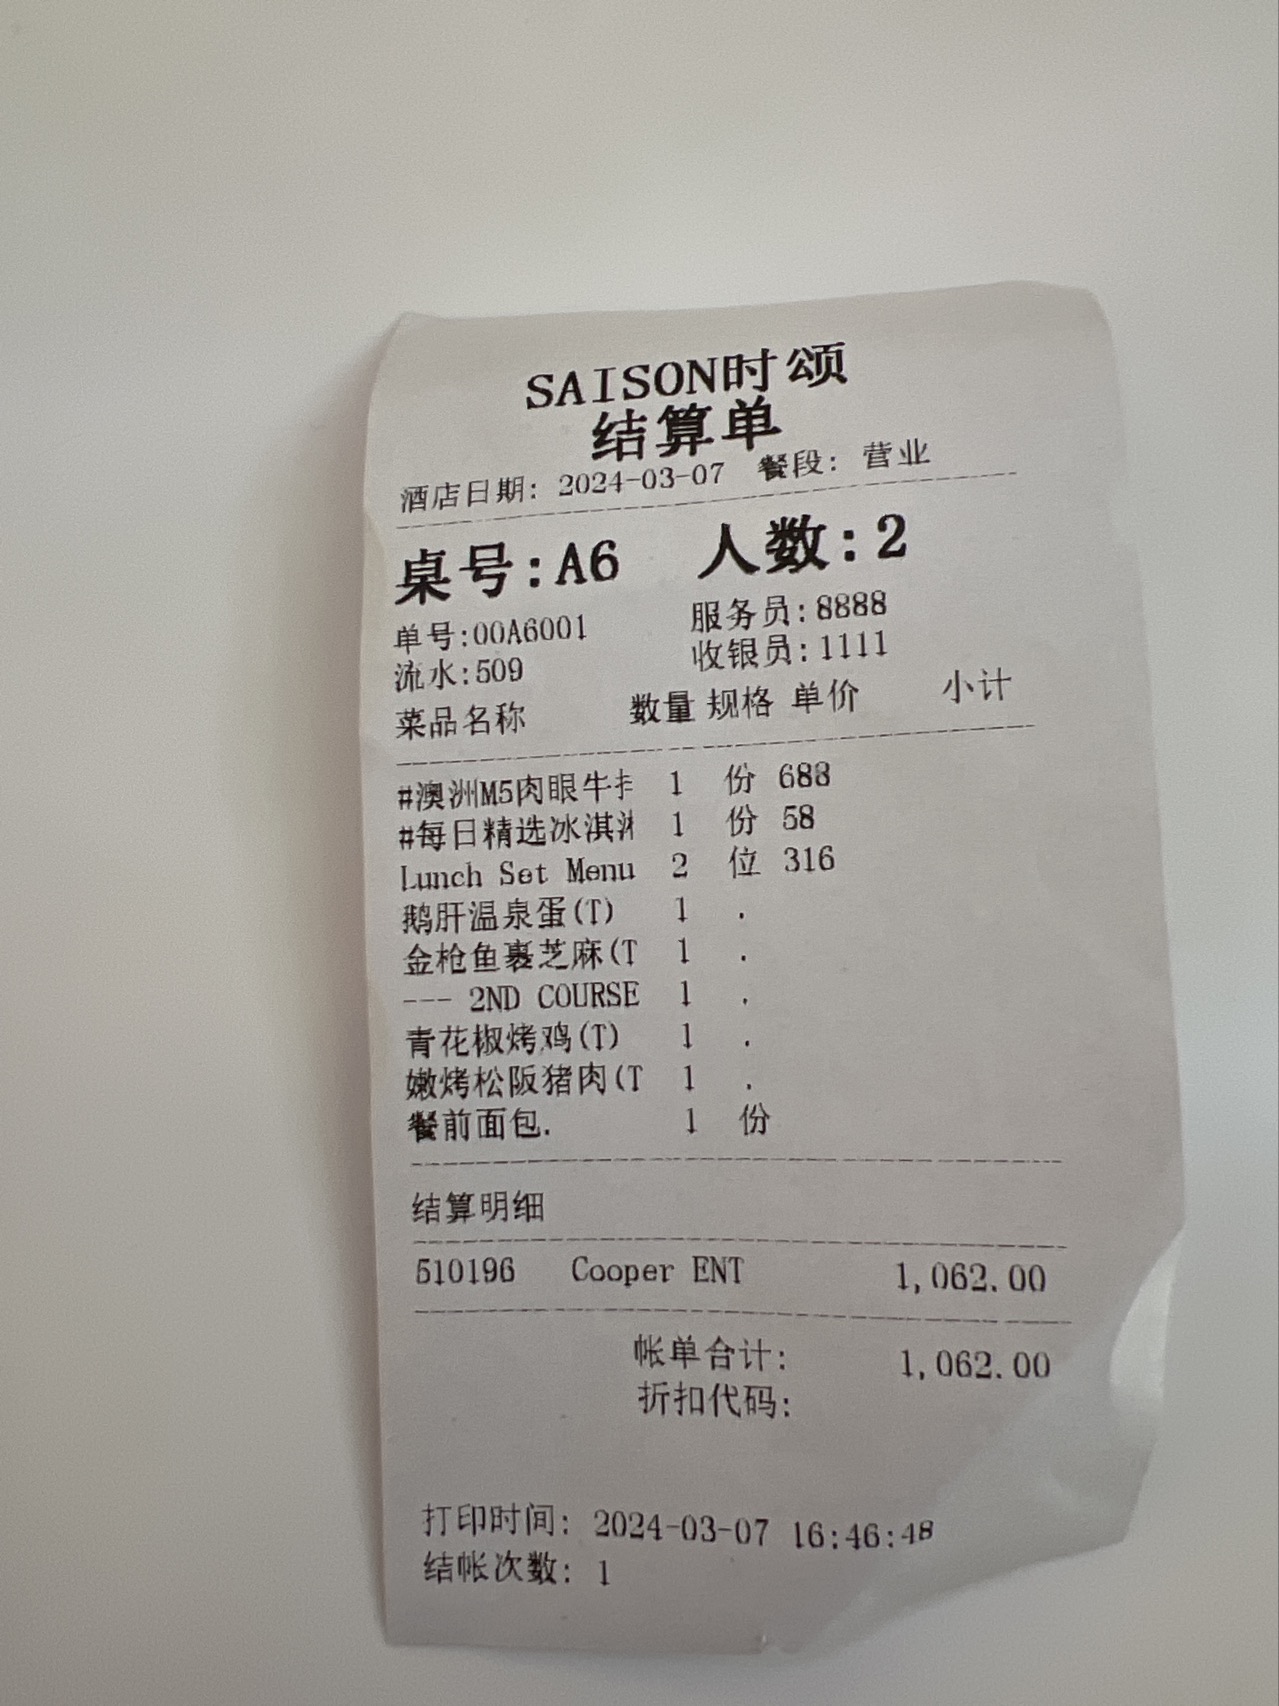 SAISON时颂
结算单
酒店日期: 2024-03-07 餐段: 营业
桌号:A6 人数:2
单号:00A6001 服务员:8888
流水:509 收银员:1111
菜品名称 数量 规格 单价 小计
#澳洲M5肉眼牛扌 1 份 688
#每日精选冰淇 1 份 58
Lunch Set Menu 2 位 316
鹅肝温泉蛋(T) 1 .
金枪鱼裹芝麻(T 1 .
--- 2ND COURSE 1 .
青花椒烤鸡(T) 1 .
嫩烤松阪猪肉(T 1 .
餐前面包. 1 份
结算明细
510196 Cooper ENT 1,062.00
帐单合计: 1,062.00
折扣代码:
打印时间: 2024-03-07 16:46:48
结帐次数: 1